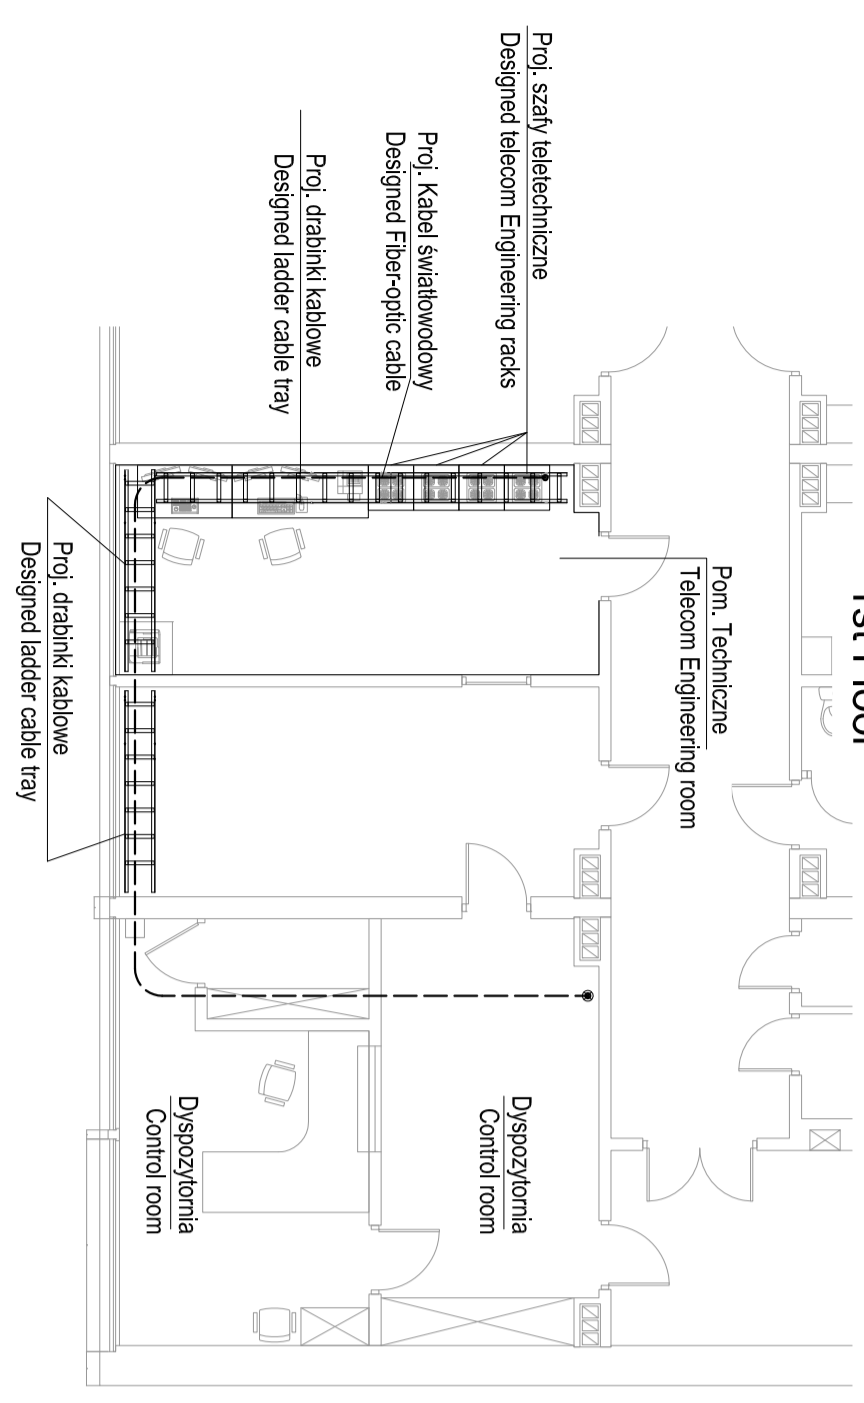 1st Floor
Proj. szafy teletechniczne
Designed telecom Engineering racks
Proj. Kabel światłowodowy
Designed Fiber-optic cable
Proj. drabinki kablowe
Designed ladder cable tray
Pom. Techniczne
Telecom Engineering room
Proj. drabinki kablowe
Designed ladder cable tray
Dyspozytornia
Control room
Dyspozytornia
Control room